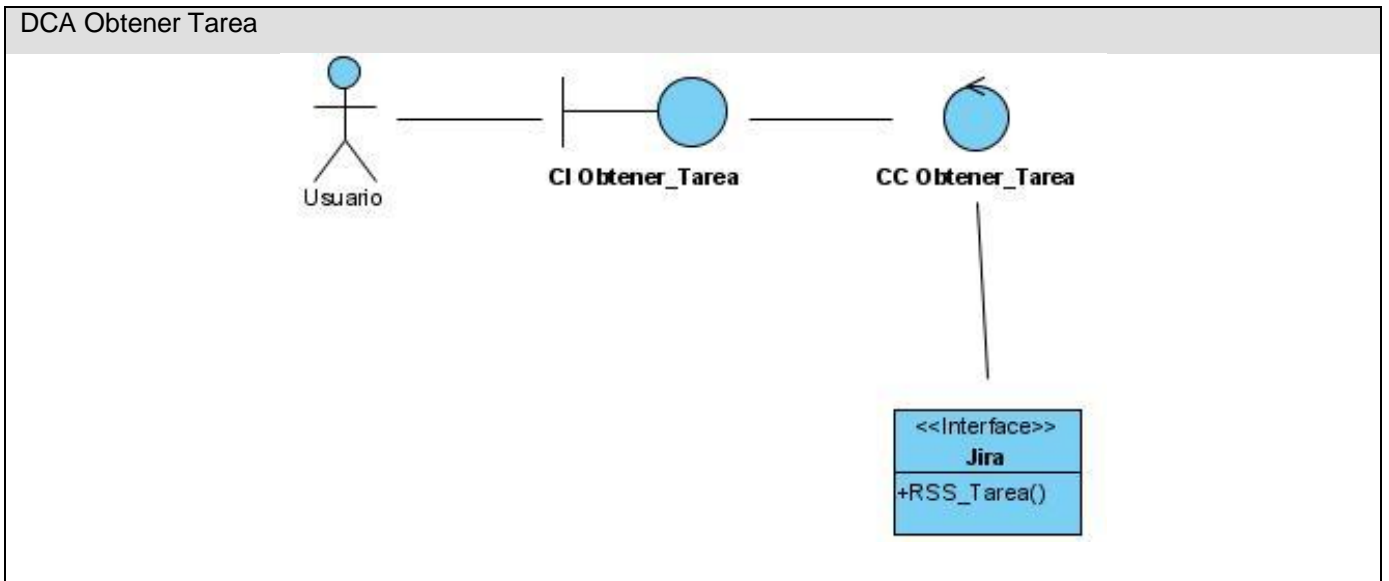 DCA Obtener Tarea
Usuario
CI Obtener_Tarea
CC Obtener_Tarea
<<Interface>>
Jira
+RSS_Tarea()